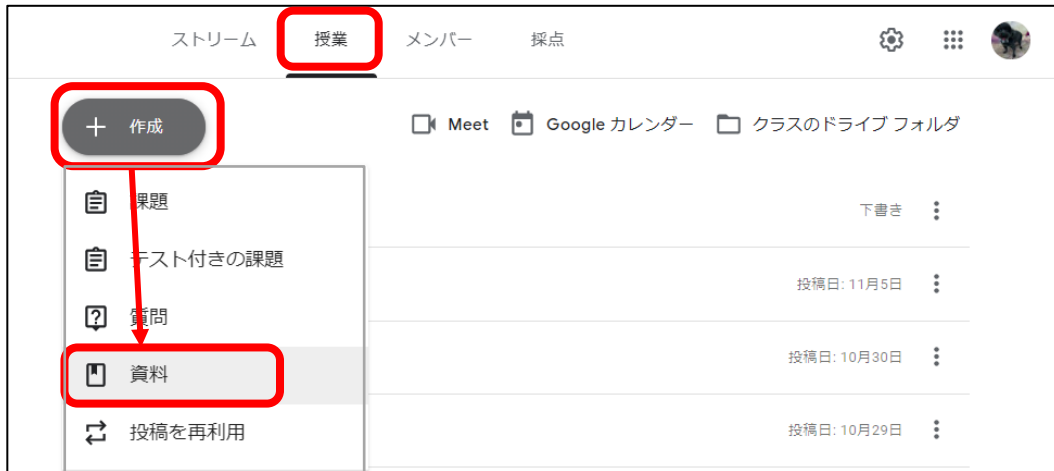 ストリーム 授業 メンバー 採点
作成 Meet Google カレンダー クラスのドライブ フォルダ
課題 下書き
テスト付きの課題
投稿日: 11月5日
質問
投稿日: 10月30日
資料
投稿を再利用 投稿日: 10月29日